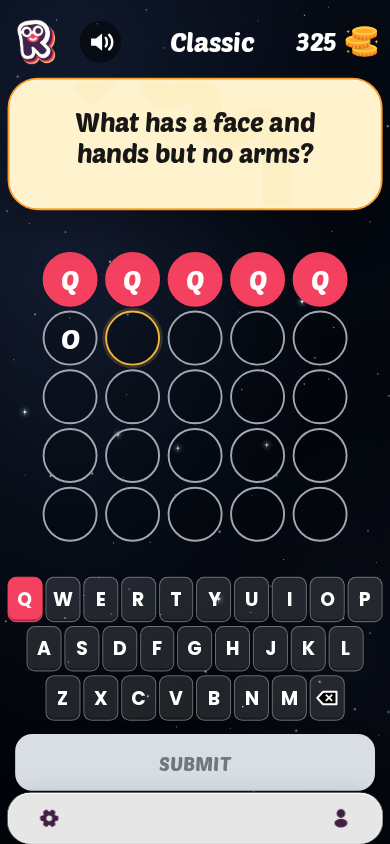 R
Classic
325
What has a face and
hands but no arms?
Q Q Q Q Q
O
Q W E R T Y U I O P
A S D F G H J K L
Z X C V B N M
SUBMIT